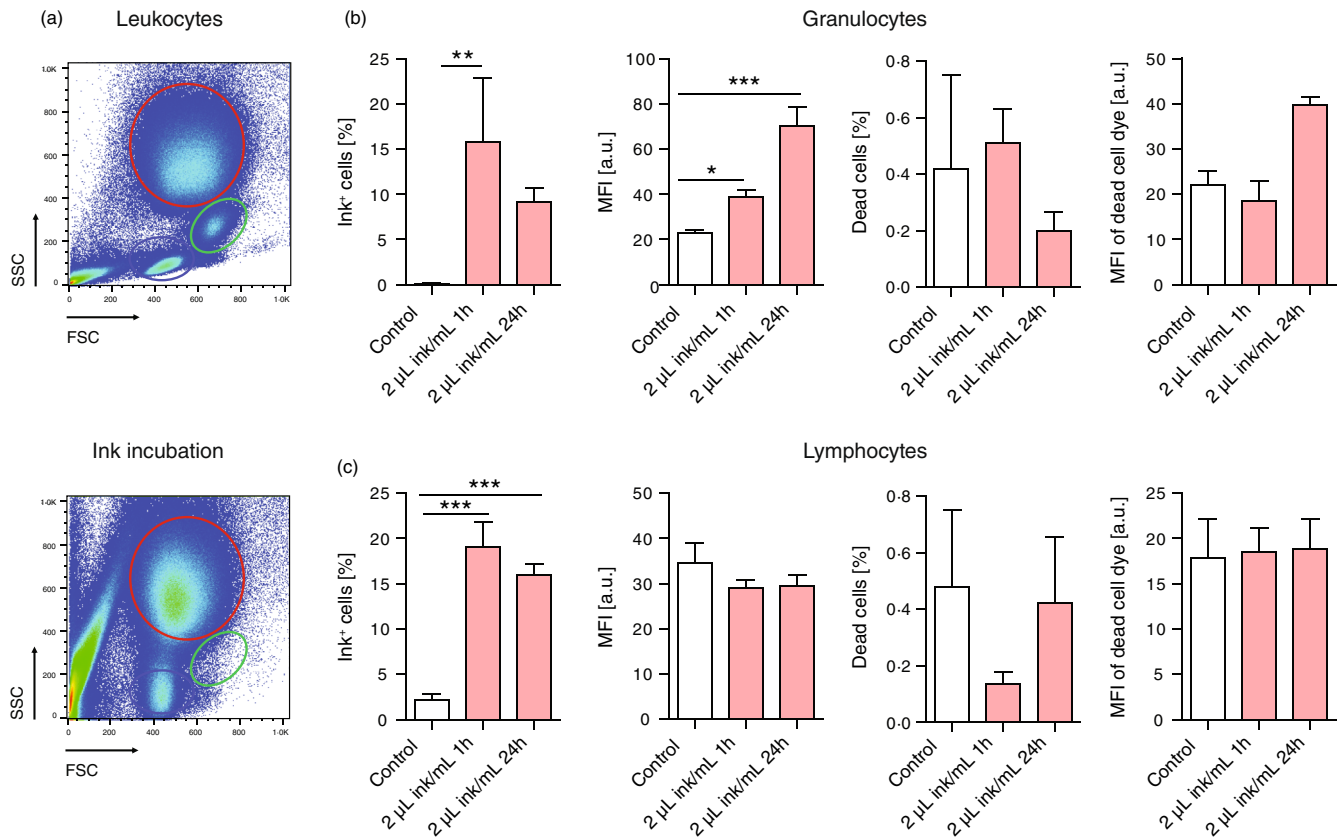 (a)
Leukocytes
1·0K
800
600
400
200
0
0
200
400
600
800
1·0K
SSC
FSC
Ink incubation
1·0K
800
600
400
200
0
0
200
400
600
800
1·0K
SSC
FSC
(b)
Granulocytes
Ink⁺ cells [%]
25
20
15
10
5
0
**
Control
2 µL ink/mL 1h
2 µL ink/mL 24h
MFI [a.u.]
100
80
60
40
20
0
***
*
Control
2 µL ink/mL 1h
2 µL ink/mL 24h
Dead cells [%]
0·8
0·6
0·4
0·2
0·0
Control
2 µL ink/mL 1h
2 µL ink/mL 24h
MFI of dead cell dye [a.u.]
50
40
30
20
10
0
Control
2 µL ink/mL 1h
2 µL ink/mL 24h
(c)
Lymphocytes
Ink⁺ cells [%]
25
20
15
10
5
0
***
***
Control
2 µL ink/mL 1h
2 µL ink/mL 24h
MFI [a.u.]
50
40
30
20
10
0
Control
2 µL ink/mL 1h
2 µL ink/mL 24h
Dead cells [%]
0·8
0·6
0·4
0·2
0·0
Control
2 µL ink/mL 1h
2 µL ink/mL 24h
MFI of dead cell dye [a.u.]
25
20
15
10
5
0
Control
2 µL ink/mL 1h
2 µL ink/mL 24h